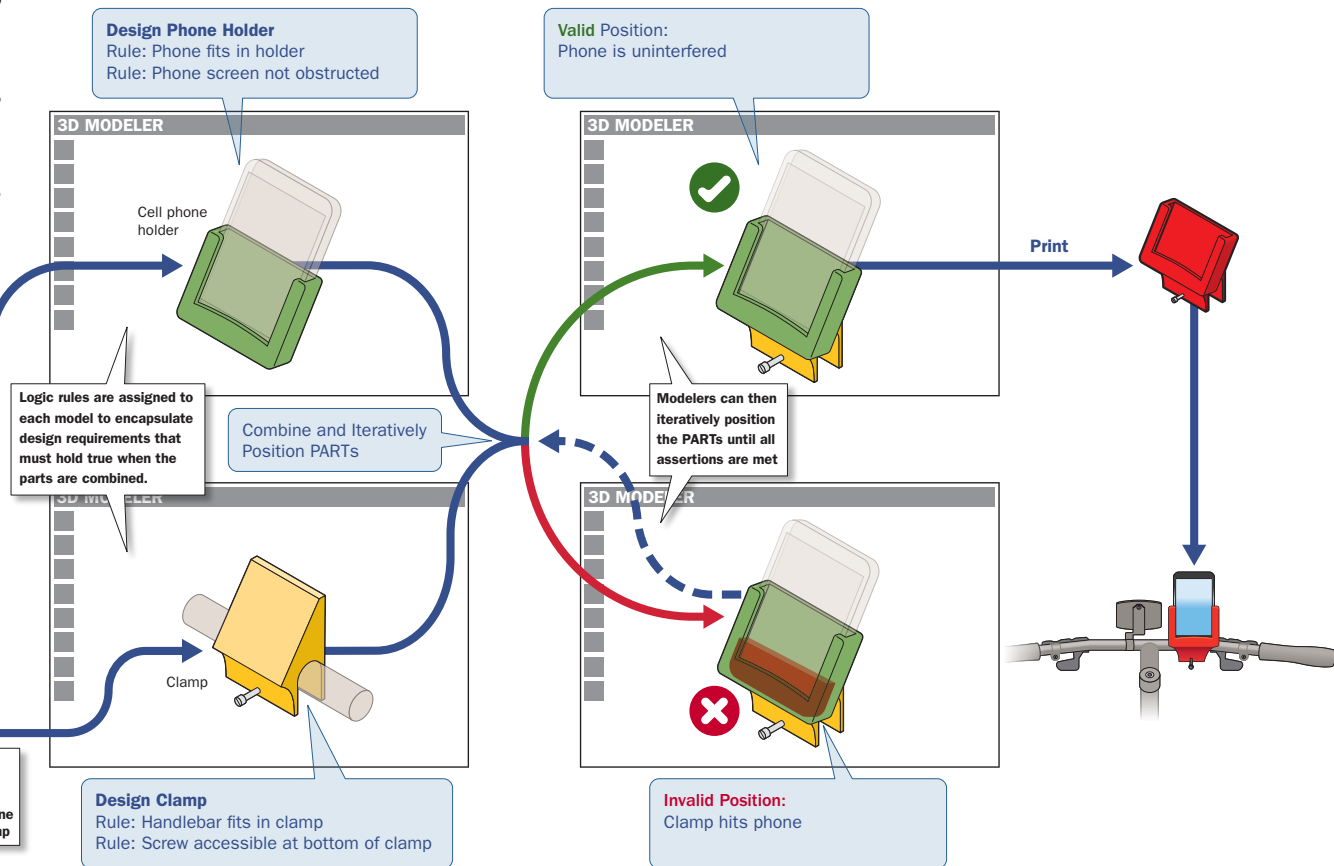 Design Phone Holder
Rule: Phone fits in holder
Rule: Phone screen not obstructed
Valid Position:
Phone is uninterfered
3D MODELER
3D MODELER
Cell phone
holder
Print
Logic rules are assigned to
each model to encapsulate
design requirements that
must hold true when the
parts are combined.
Combine and Iteratively
Position PARTs
Modelers can then
iteratively position
the PARTs until all
assertions are met
3D MODELER
3D MODELER
Clamp
Design Clamp
Rule: Handlebar fits in clamp
Rule: Screw accessible at bottom of clamp
Invalid Position:
Clamp hits phone